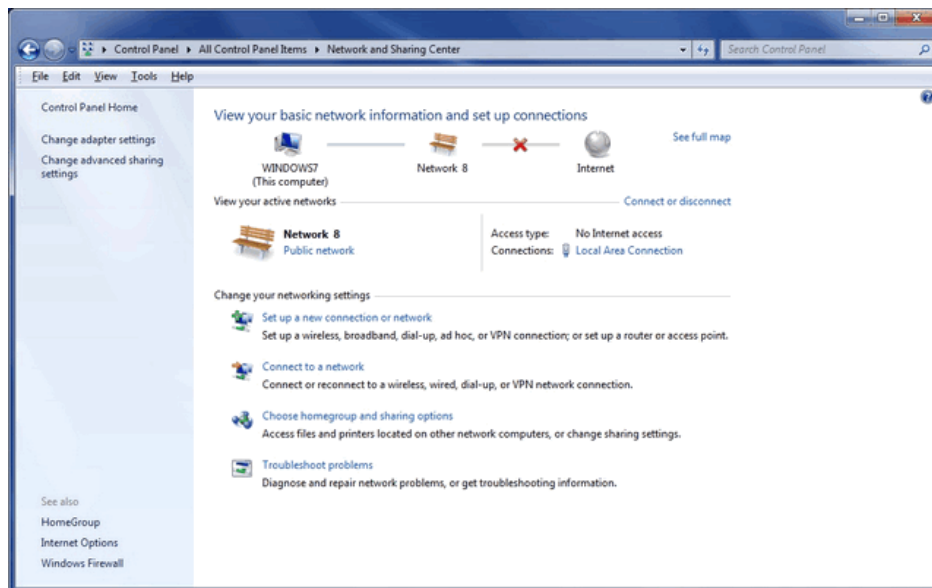 Control Panel ▸ All Control Panel Items ▸ Network and Sharing Center
Search Control Panel
File Edit View Tools Help
Control Panel Home
Change adapter settings
Change advanced sharing
settings
See also
HomeGroup
Internet Options
Windows Firewall
View your basic network information and set up connections
See full map
WINDOWS7
(This computer)
Network 8
Internet
View your active networks
Connect or disconnect
Network 8
Public network
Access type: No Internet access
Connections: Local Area Connection
Change your networking settings
Set up a new connection or network
Set up a wireless, broadband, dial-up, ad hoc, or VPN connection; or set up a router or access point.
Connect to a network
Connect or reconnect to a wireless, wired, dial-up, or VPN network connection.
Choose homegroup and sharing options
Access files and printers located on other network computers, or change sharing settings.
Troubleshoot problems
Diagnose and repair network problems, or get troubleshooting information.